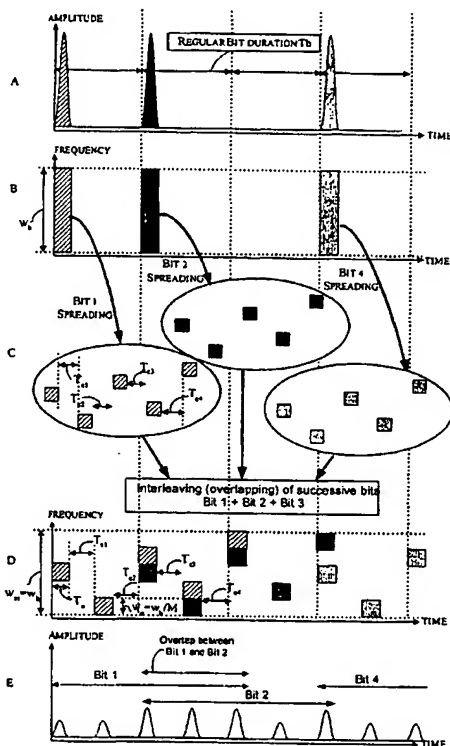 AMPLITUDE
REGULAR BIT DURATION Tb
A
TIME
FREQUENCY
B
TIME
BIT 1
SPREADING
BIT 2
SPREADING
BIT 4
SPREADING
C
Interleaving (overlapping) of successive bits
Bit 1 + Bit 2 + Bit 3
FREQUENCY
D
TIME
AMPLITUDE
E
Overlap between
Bit 1 and Bit 2
Bit 1
Bit 2
Bit 4
TIME